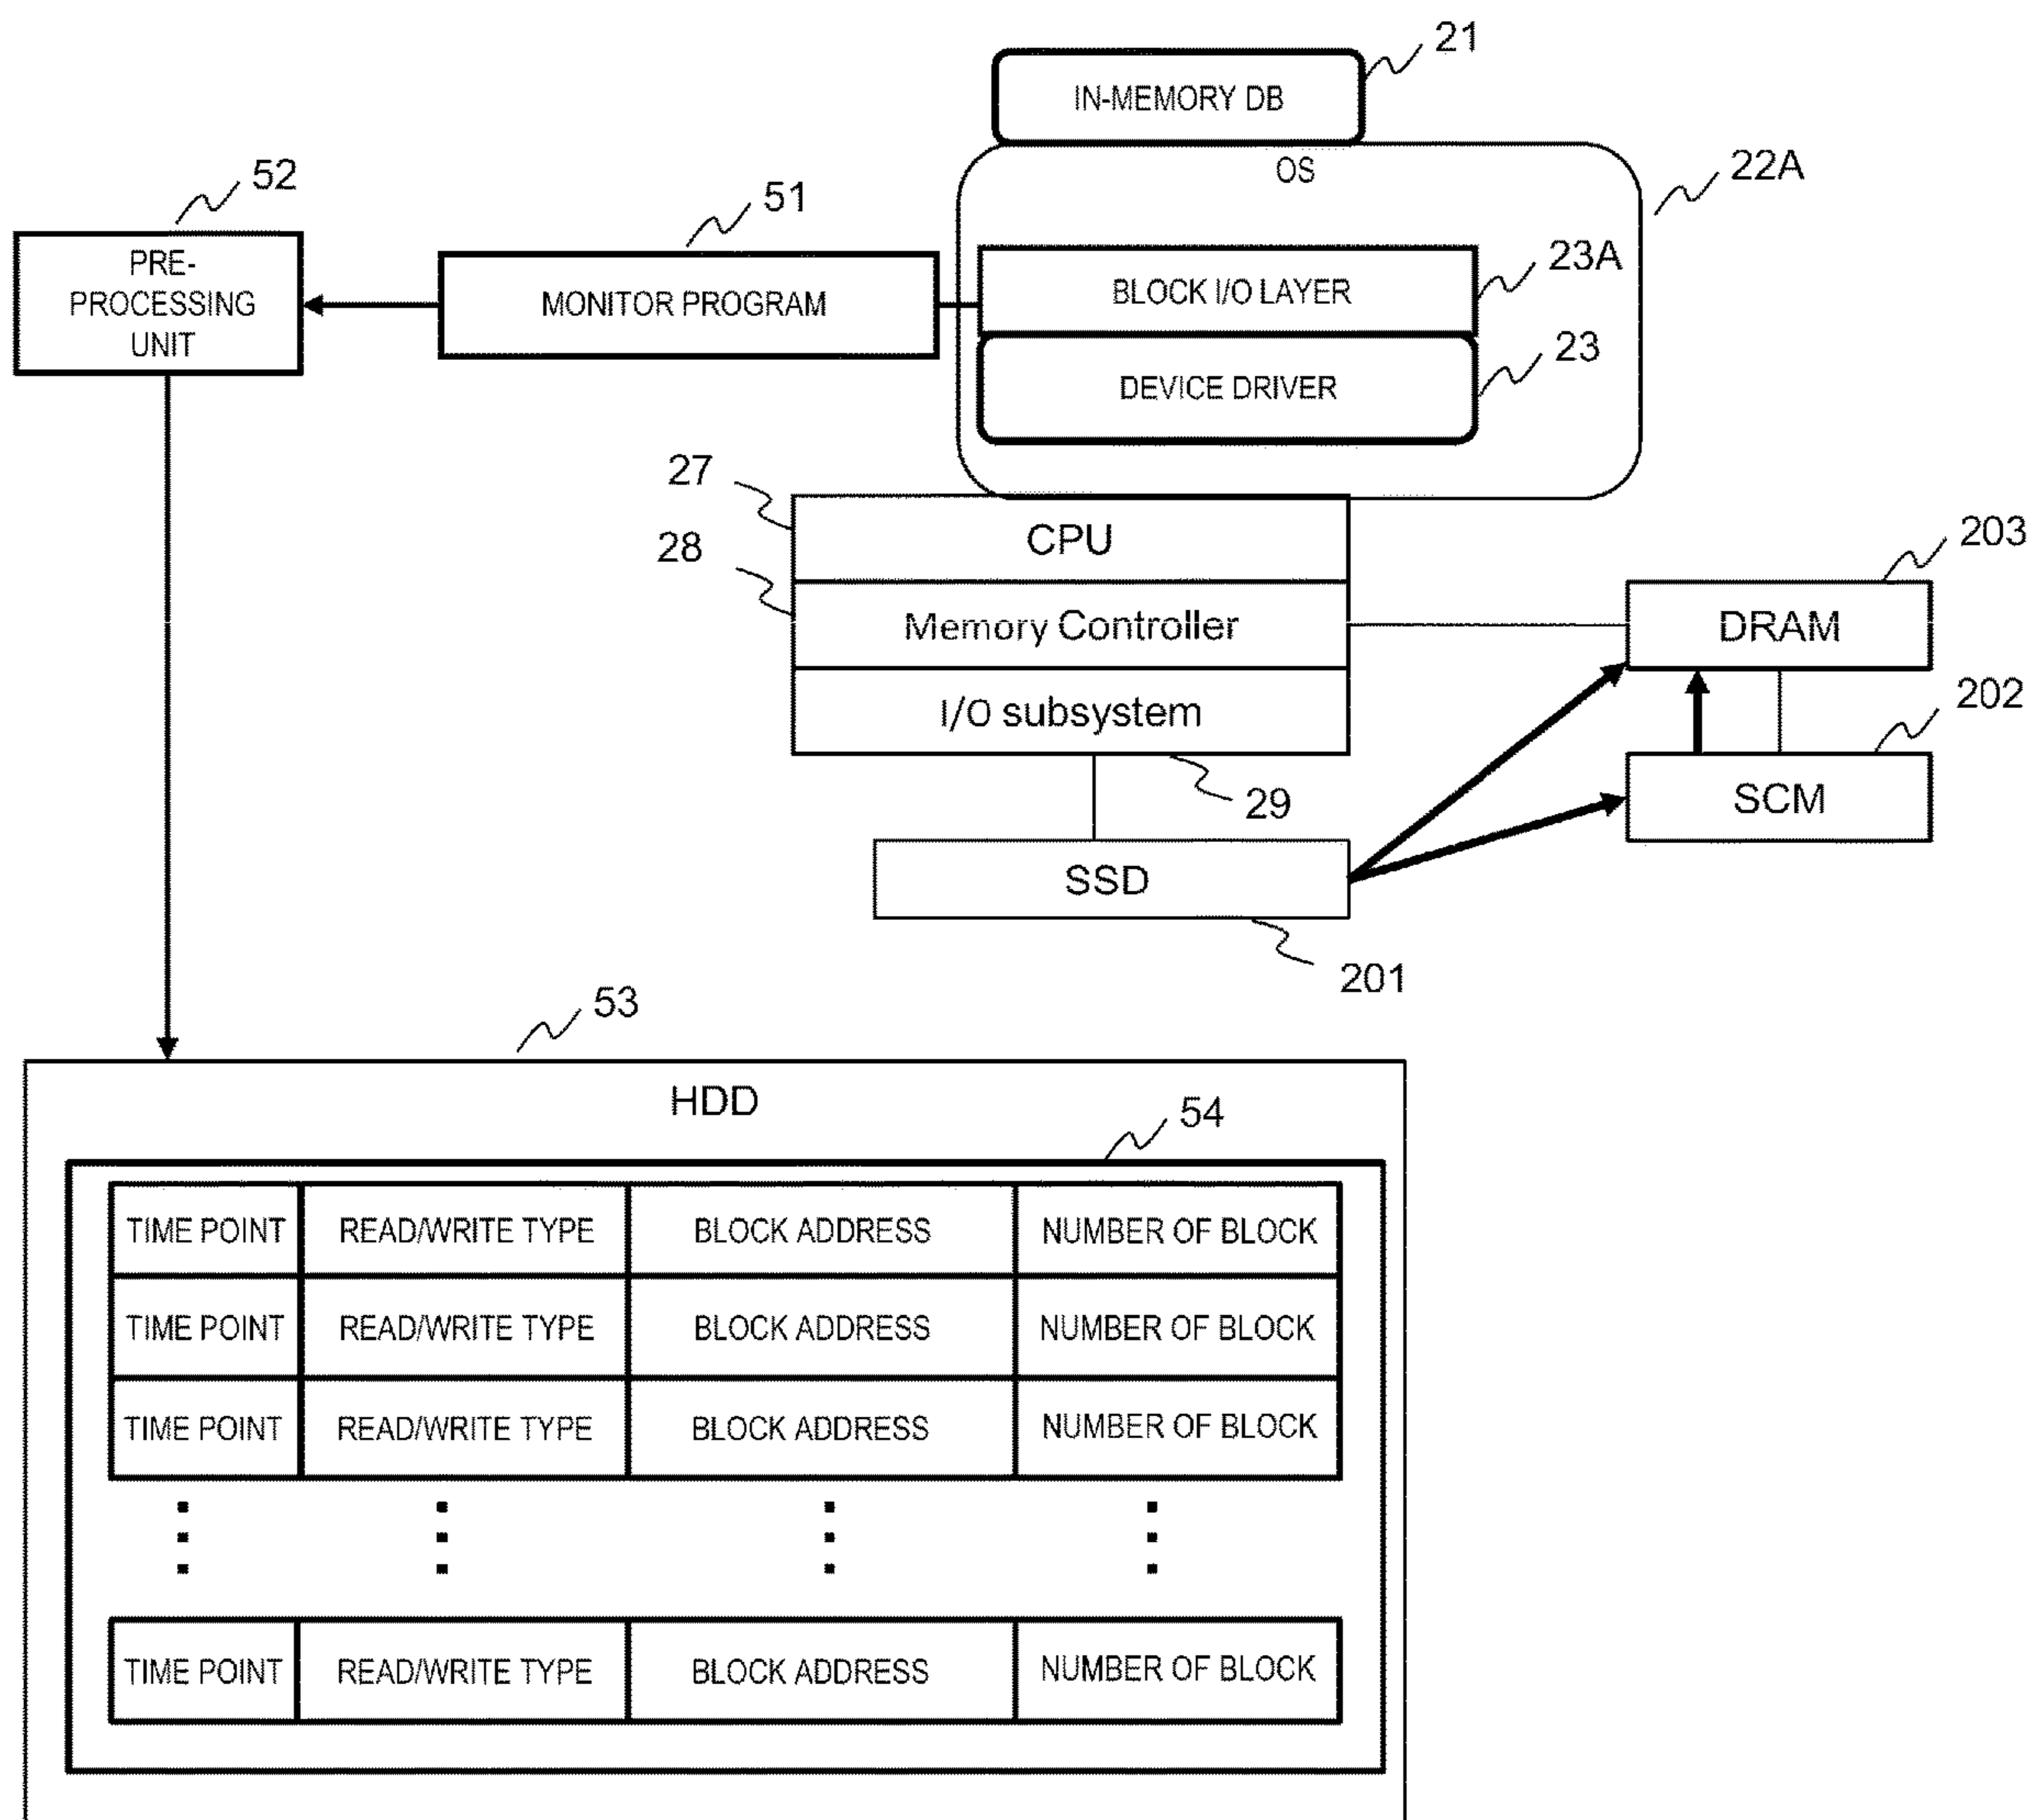 21
IN-MEMORY DB
OS
22A
52
51
23A
PRE-
PROCESSING
UNIT
MONITOR PROGRAM
BLOCK I/O LAYER
23
DEVICE DRIVER
27
CPU
28
203
Memory Controller
DRAM
202
I/O subsystem
29
SCM
SSD
201
53
HDD
54
TIME POINT READ/WRITE TYPE BLOCK ADDRESS NUMBER OF BLOCK
TIME POINT READ/WRITE TYPE BLOCK ADDRESS NUMBER OF BLOCK
TIME POINT READ/WRITE TYPE BLOCK ADDRESS NUMBER OF BLOCK
TIME POINT READ/WRITE TYPE BLOCK ADDRESS NUMBER OF BLOCK